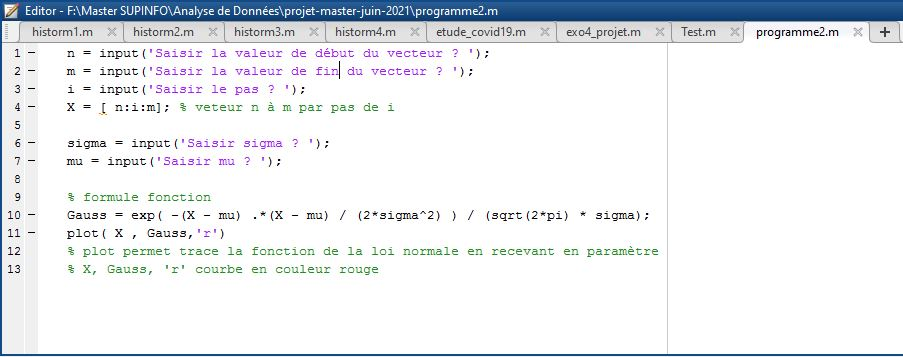 Editor - F:\Master SUPINFO\Analyse de Données\projet-master-juin-2021\programme2.m
historm1.m historm2.m historm3.m historm4.m etude_covid19.m exo4_projet.m Test.m programme2.m
1 - n = input('Saisir la valeur de début du vecteur ? ');
2 - m = input('Saisir la valeur de fin du vecteur ? ');
3 - i = input('Saisir le pas ? ');
4 - X = [ n:i:m]; % veteur n à m par pas de i
5
6 - sigma = input('Saisir sigma ? ');
7 - mu = input('Saisir mu ? ');
8
9 % formule fonction
10 - Gauss = exp( -(X - mu) .*(X - mu) / (2*sigma^2) ) / (sqrt(2*pi) * sigma);
11 - plot( X , Gauss,'r')
12 % plot permet trace la fonction de la loi normale en recevant en paramètre
13 % X, Gauss, 'r' courbe en couleur rouge